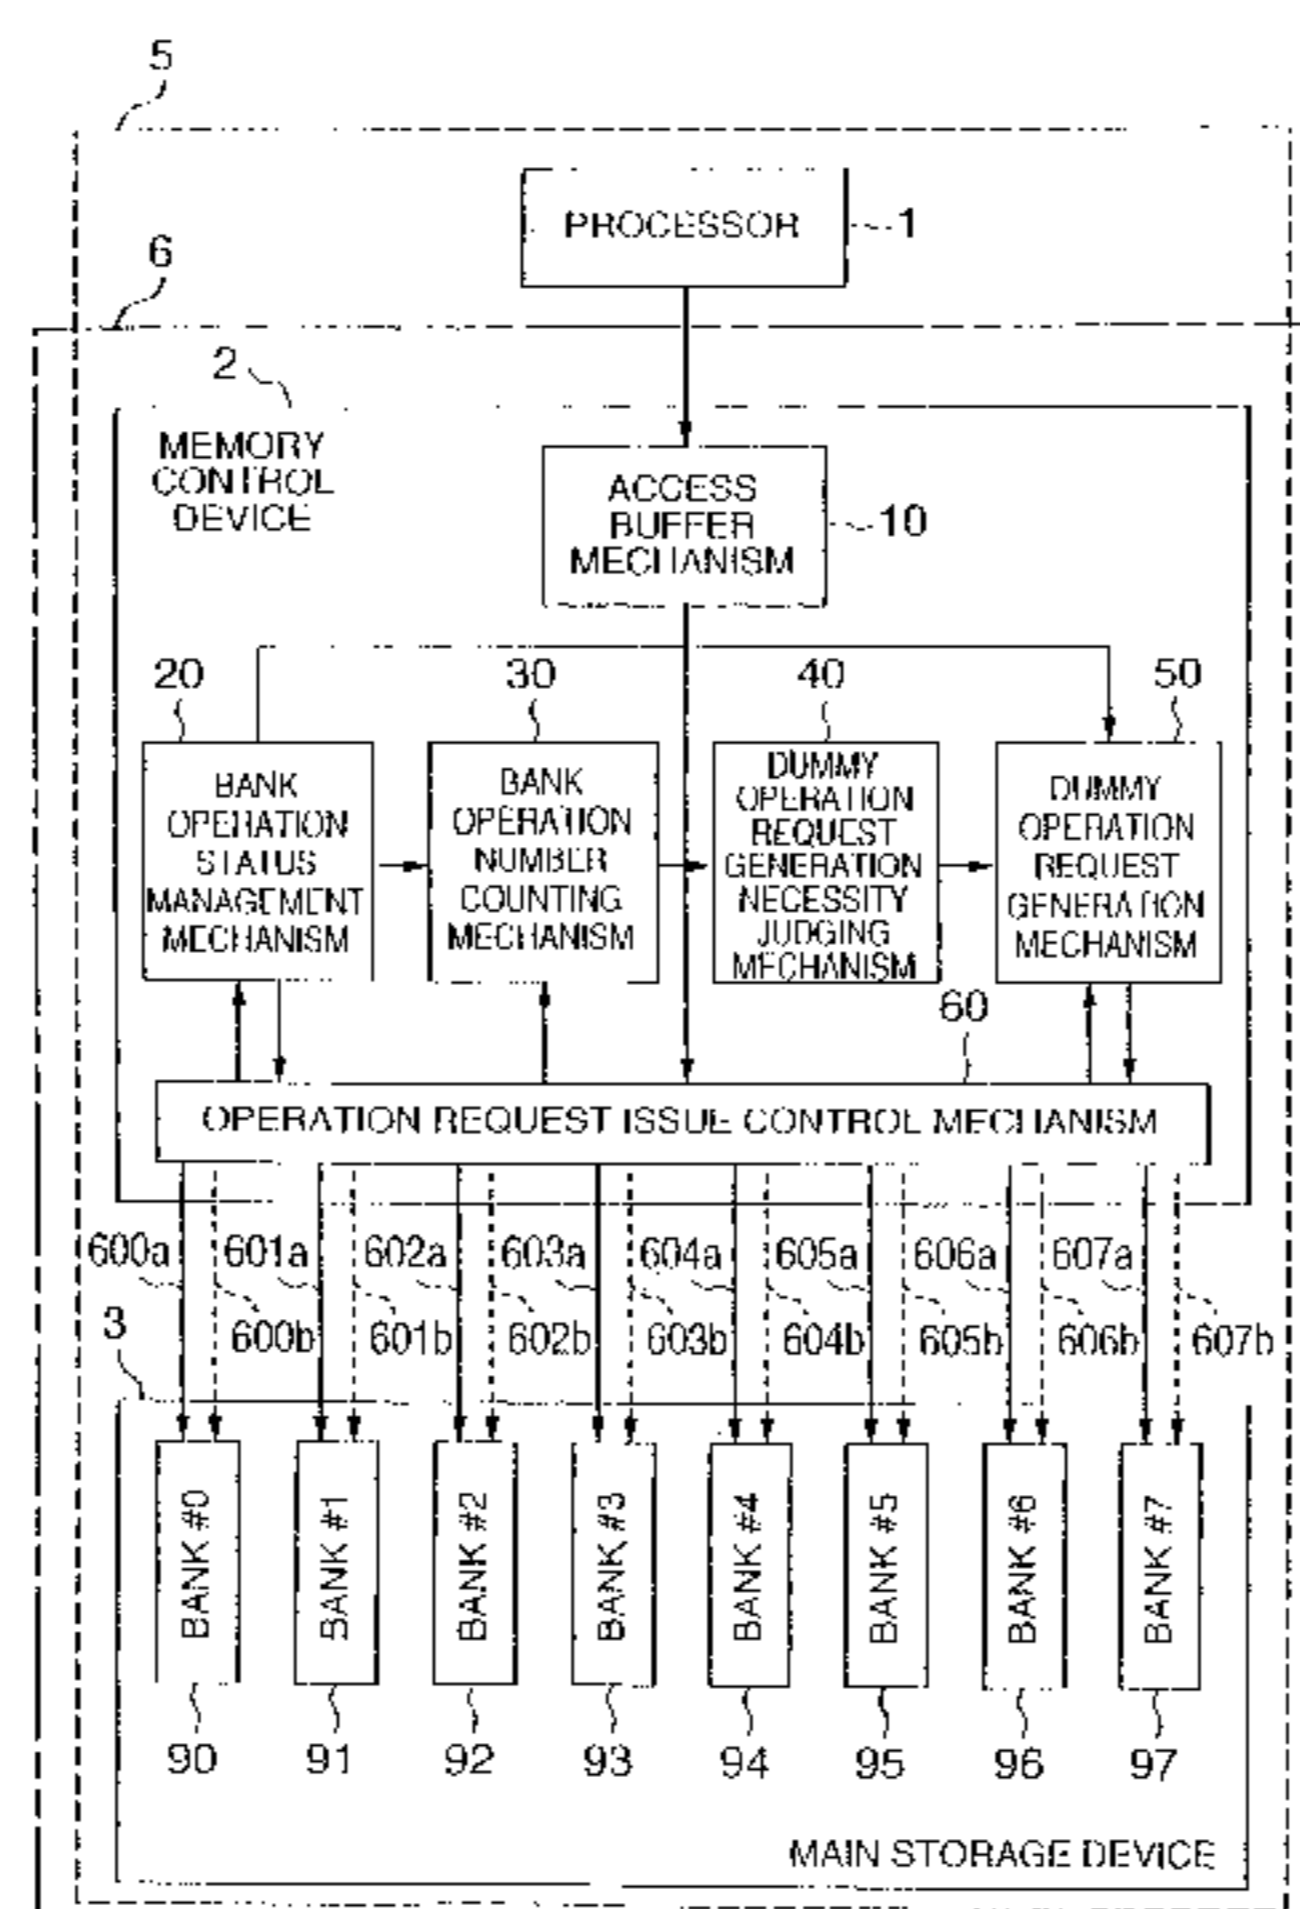 5
PROCESSOR
1
6
2
MEMORY
CONTROL
DEVICE
ACCESS
BUFFER
MECHANISM
10
20
30
40
50
BANK
OPERATION
STATUS
MANAGEMENT
MECHANISM
BANK
OPERATION
NUMBER
COUNTING
MECHANISM
DUMMY
OPERATION
REQUEST
GENERATION
NECESSITY
JUDGING
MECHANISM
DUMMY
OPERATION
REQUEST
GENERATION
MECHANISM
60
OPERATION REQUEST ISSUE CONTROL MECHANISM
600a 601a 602a 603a 604a 605a 606a 607a
600b 601b 602b 603b 604b 605b 606b 607b
3
BANK #0
BANK #1
BANK #2
BANK #3
BANK #4
BANK #5
BANK #6
BANK #7
90 91 92 93 94 95 96 97
MAIN STORAGE DEVICE